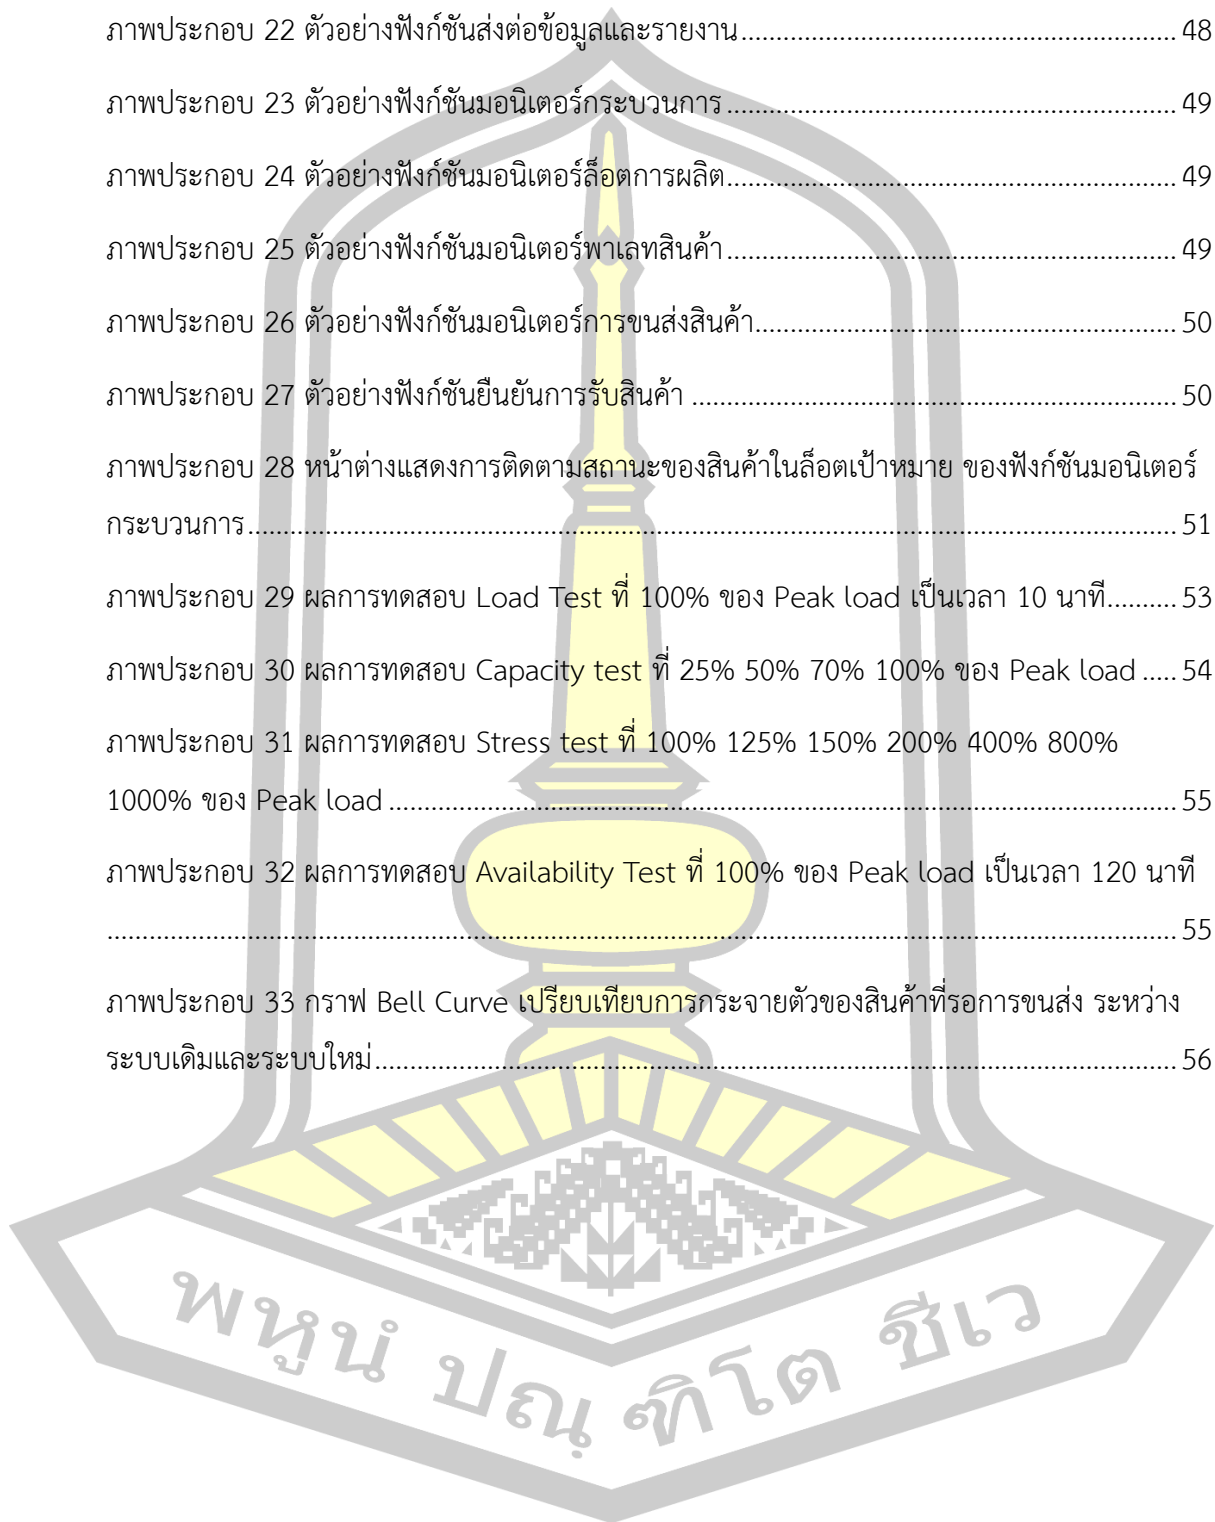 ภาพประกอบ 22 ตัวอย่างฟังก์ชันส่งต่อข้อมูลและรายงาน.............................................................. 48
ภาพประกอบ 23 ตัวอย่างฟังก์ชันมอนิเตอร์กระบวนการ................................................................ 49
ภาพประกอบ 24 ตัวอย่างฟังก์ชันมอนิเตอร์ล็อตการผลิต................................................................ 49
ภาพประกอบ 25 ตัวอย่างฟังก์ชันมอนิเตอร์พาเลทสินค้า................................................................ 49
ภาพประกอบ 26 ตัวอย่างฟังก์ชันมอนิเตอร์การขนส่งสินค้า............................................................ 50
ภาพประกอบ 27 ตัวอย่างฟังก์ชันยืนยันการรับสินค้า ..................................................................... 50
ภาพประกอบ 28 หน้าต่างแสดงการติดตามสถานะของสินค้าในล็อตเป้าหมาย ของฟังก์ชันมอนิเตอร์
กระบวนการ.................................................................................................................................... 51
ภาพประกอบ 29 ผลการทดสอบ Load Test ที่ 100% ของ Peak load เป็นเวลา 10 นาที.......... 53
ภาพประกอบ 30 ผลการทดสอบ Capacity test ที่ 25% 50% 70% 100% ของ Peak load ..... 54
ภาพประกอบ 31 ผลการทดสอบ Stress test ที่ 100% 125% 150% 200% 400% 800%
1000% ของ Peak load ................................................................................................................ 55
ภาพประกอบ 32 ผลการทดสอบ Availability Test ที่ 100% ของ Peak load เป็นเวลา 120 นาที
........................................................................................................................................................ 55
ภาพประกอบ 33 กราฟ Bell Curve เปรียบเทียบการกระจายตัวของสินค้าที่รอการขนส่ง ระหว่าง
ระบบเดิมและระบบใหม่.................................................................................................................. 56
พหูนํ ปณฺ ฑิโต ชีเว